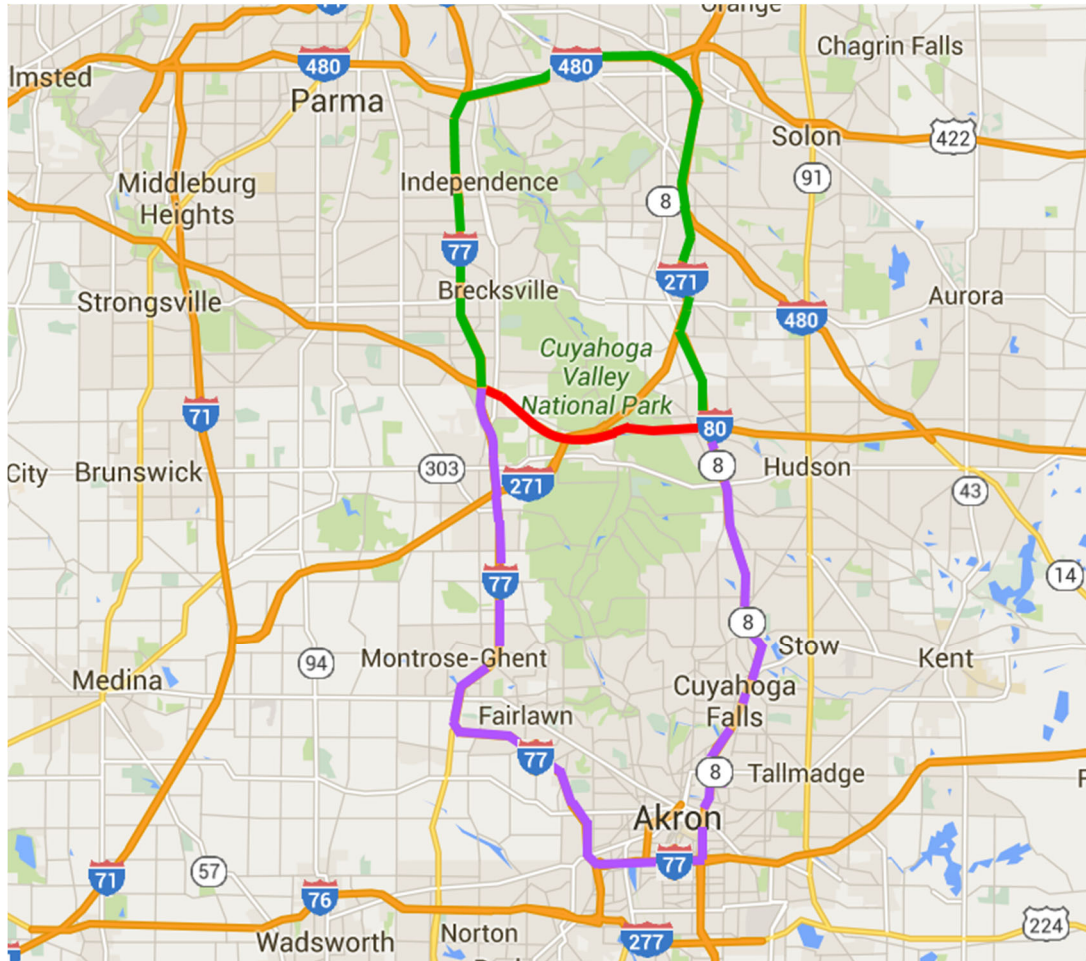 Orange
Chagrin Falls
480
480
lmsted
Parma
Solon
422
91
Independence
Middleburg
Heights
8
77
271
Brecksville
Strongsville
Aurora
480
Cuyahoga
Valley
National Park
71
80
City
Brunswick
303
271
8
Hudson
43
77
14
8
Stow
94
Montrose-Ghent
Kent
Medina
Cuyahoga
Falls
Fairlawn
77
8
Tallmadge
Akron
77
71
57
76
224
Wadsworth
Norton
277